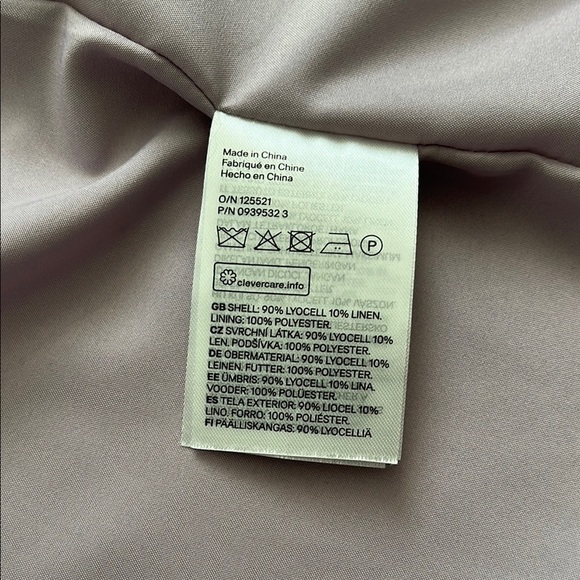 Made in China
Fabriqué en Chine
Hecho en China
O/N 125521
P/N 0939532 3
P
clevercare.info
GB SHELL: 90% LYOCELL 10% LINEN.
LINING: 100% POLYESTER.
CZ SVRCHNÍ LÁTKA: 90% LYOCELL 10%
LEN. PODŠÍVKA: 100% POLYESTER.
DE OBERMATERIAL: 90% LYOCELL 10%
LEINEN. FUTTER: 100% POLYESTER.
EE ÜMBRIS: 90% LYOCELL 10% LINA.
VOODER: 100% POLÜESTER.
ES TELA EXTERIOR: 90% LIOCEL 10%
LINO. FORRO: 100% POLIÉSTER.
FI PÄÄLLISKANGAS: 90% LYOCELLIÄ